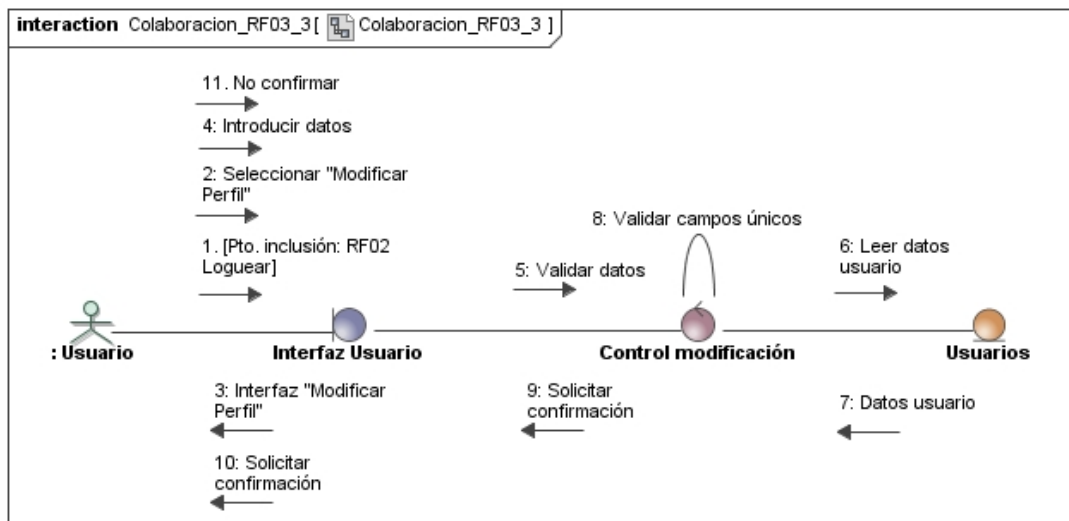 interaction Colaboracion_RF03_3[ Colaboracion_RF03_3 ]
11. No confirmar
4: Introducir datos
2: Seleccionar "Modificar
Perfil"
1. [Pto. inclusión: RF02
Loguear]
5: Validar datos
8: Validar campos únicos
6: Leer datos
usuario
: Usuario
Interfaz Usuario
Control modificación
Usuarios
3: Interfaz "Modificar
Perfil"
9: Solicitar
confirmación
7: Datos usuario
10: Solicitar
confirmación